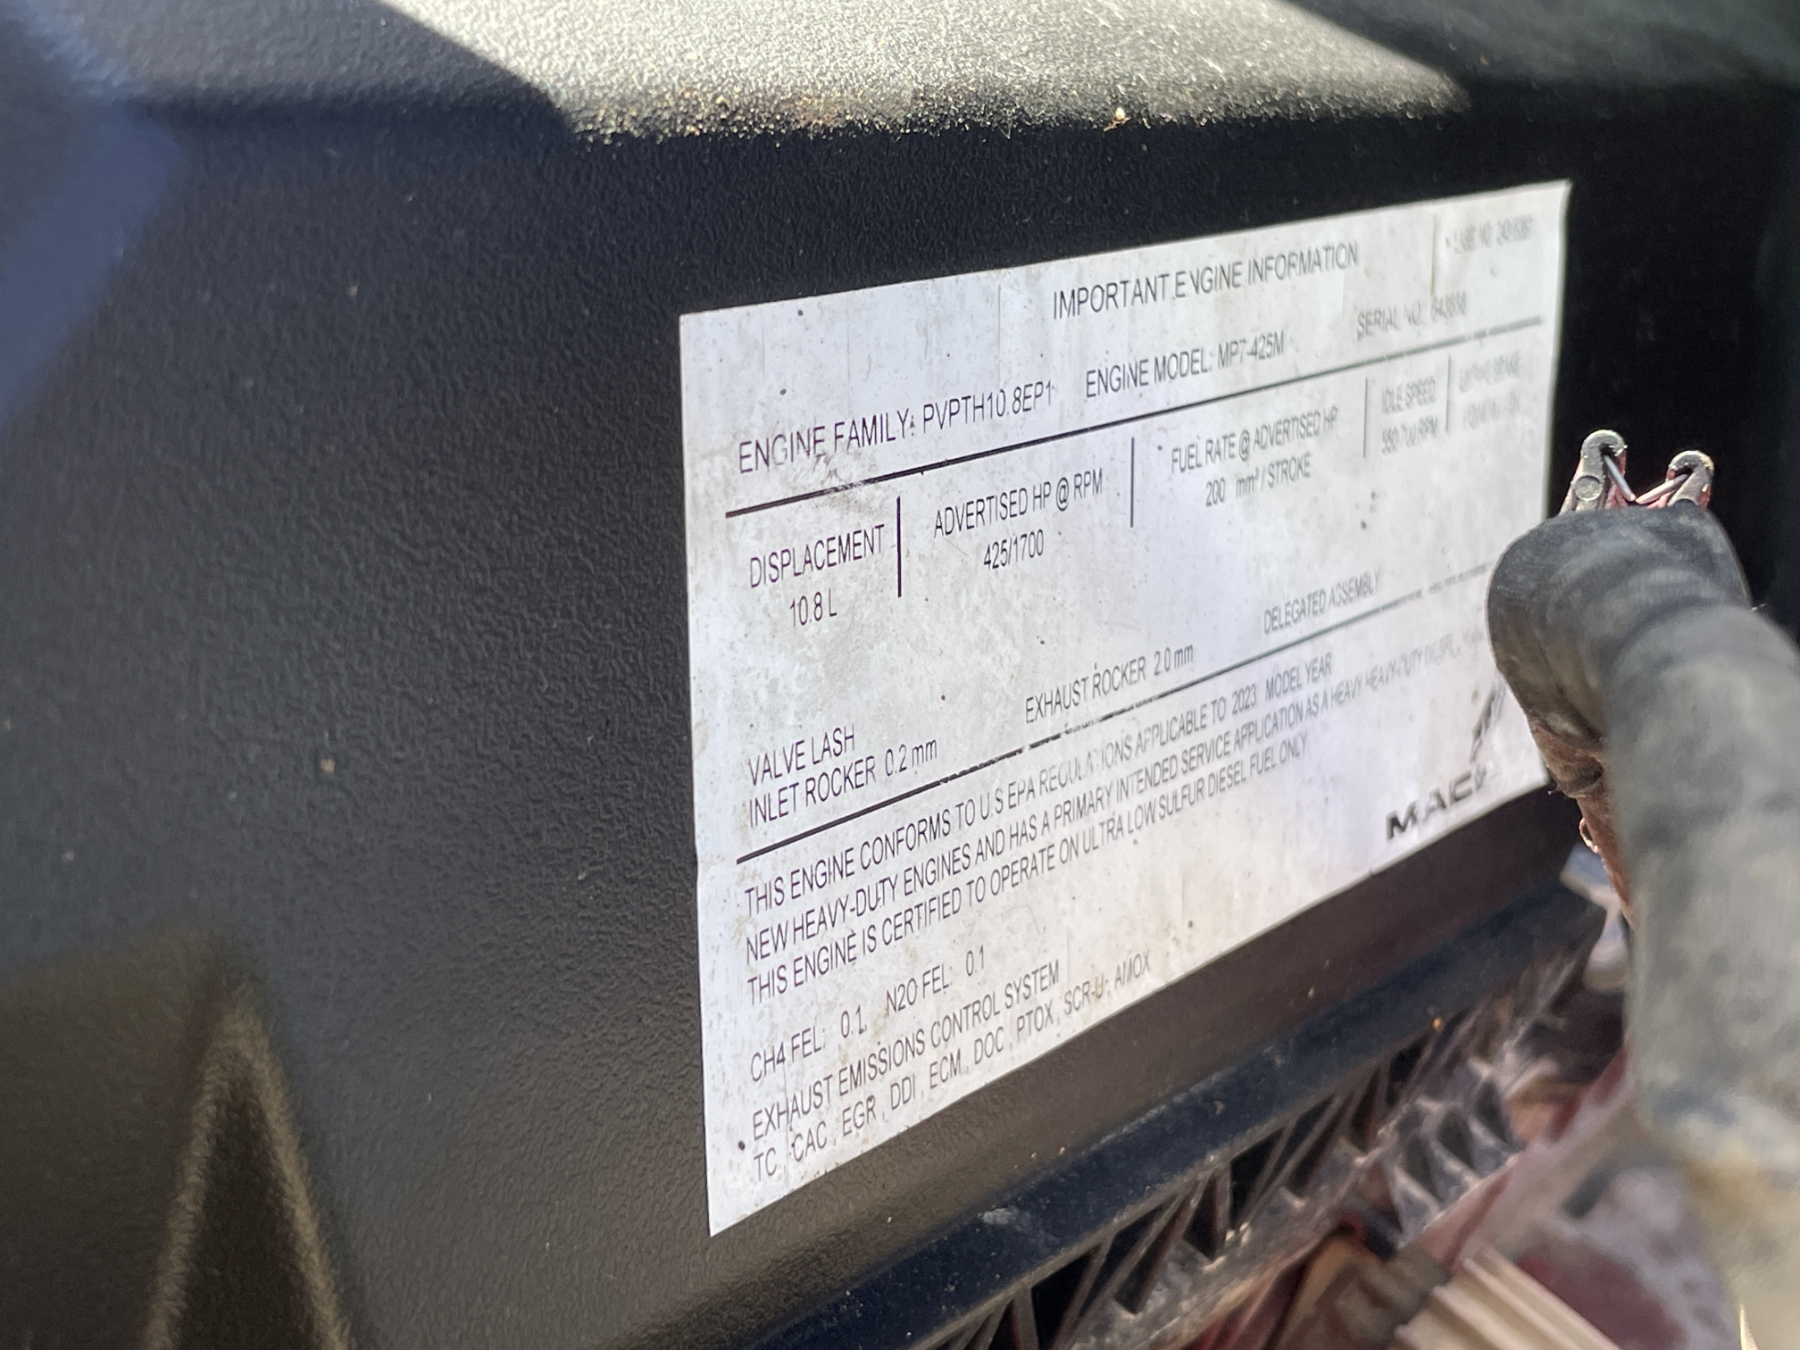 IMPORTANT ENGINE INFORMATION
ENGINE FAMILY: PVPTH10.8EP1 ENGINE MODEL: MP7-425M SERIAL NO.
DISPLACEMENT
10.8 L
ADVERTISED HP @ RPM
425/1700
FUEL RATE @ ADVERTISED HP
200 mm³ / STROKE
IDLE SPEED
RPM
VALVE LASH
INLET ROCKER 0.2 mm EXHAUST ROCKER 2.0 mm DELEGATED ASSEMBLY
THIS ENGINE CONFORMS TO U.S EPA REGULATIONS APPLICABLE TO 2023 MODEL YEAR
NEW HEAVY-DUTY ENGINES AND HAS A PRIMARY INTENDED SERVICE APPLICATION AS A HEAVY HEAVY-DUTY
THIS ENGINE IS CERTIFIED TO OPERATE ON ULTRA LOW SULFUR DIESEL FUEL ONLY
CH4 FEL: 0.1, N2O FEL: 0.1
EXHAUST EMISSIONS CONTROL SYSTEM
TC , CAC , EGR , DDI , ECM , DOC , PTOX , SCR-U , AMOX
MACK